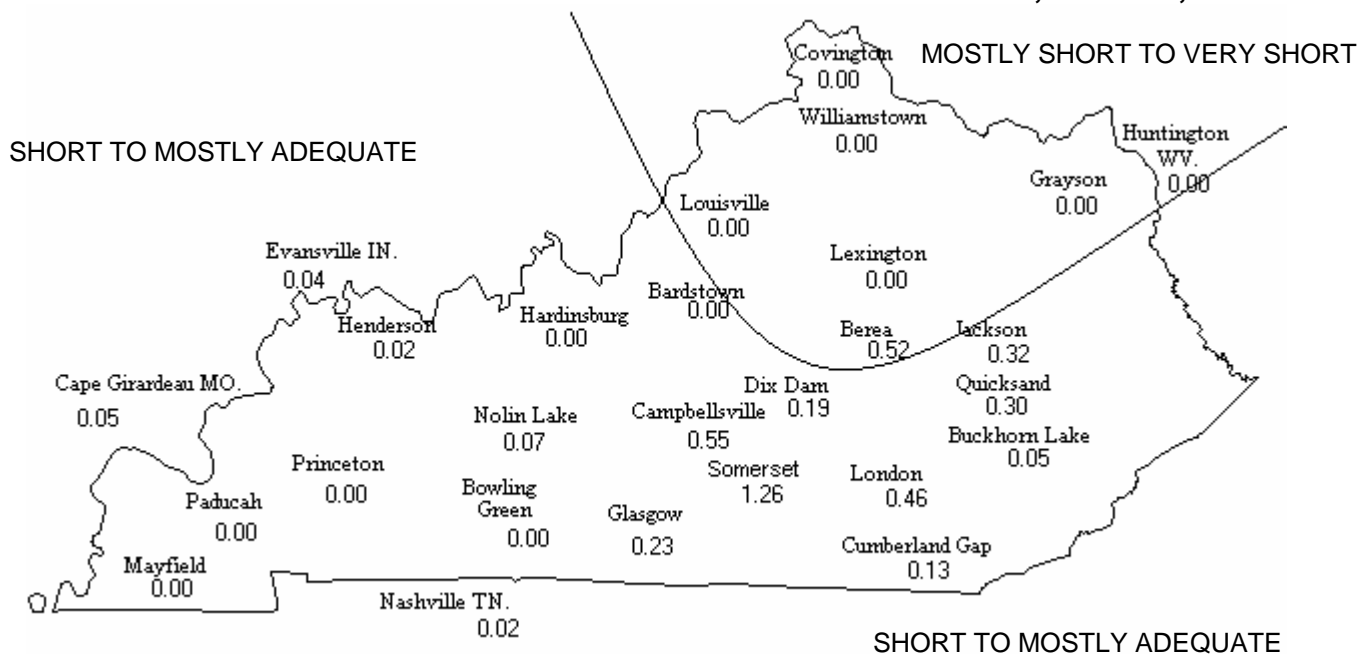 Covington
0.00
MOSTLY SHORT TO VERY SHORT
Williamstown
0.00
Huntington
WV.
0.00
SHORT TO MOSTLY ADEQUATE
Grayson
0.00
Louisville
0.00
Evansville IN.
0.04
Lexington
0.00
Bardstown
0.00
Henderson
0.02
Hardinsburg
0.00
Berea
0.52
Jackson
0.32
Cape Girardeau MO.
0.05
Dix Dam
0.19
Quicksand
0.30
Nolin Lake
0.07
Campbellsville
0.55
Buckhorn Lake
0.05
Princeton
0.00
Somerset
1.26
London
0.46
Paducah
0.00
Bowling
Green
0.00
Glasgow
0.23
Cumberland Gap
0.13
Mayfield
0.00
Nashville TN.
0.02
SHORT TO MOSTLY ADEQUATE